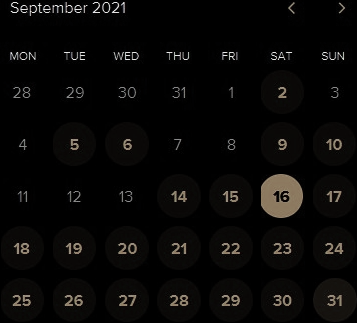 September 2021
MON TUE WED THU FRI SAT SUN
28 29 30 31 1 2 3
4 5 6 7 8 9 10
11 12 13 14 15 16 17
18 19 20 21 22 23 24
25 26 27 28 29 30 31